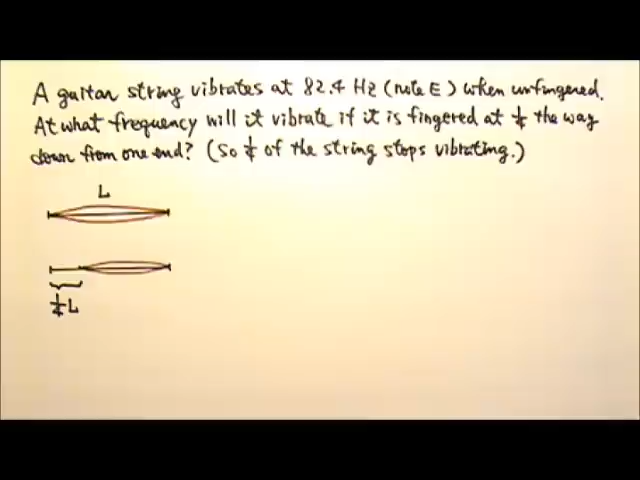 A guitar string vibrates at 82.4 Hz (note E) when unfingered.
At what frequency will it vibrate if it is fingered at ¼ the way
down from one end? (So ¼ of the string stops vibrating.)
L
¼L